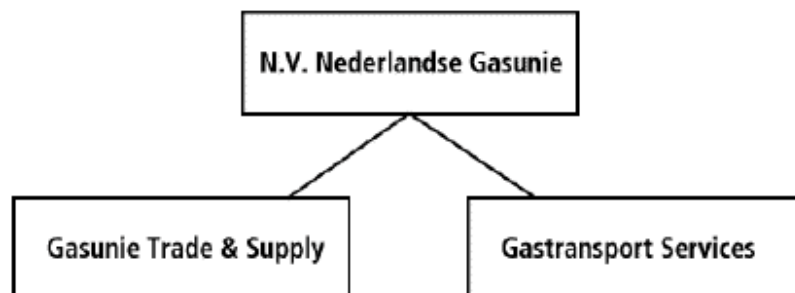 N.V. Nederlandse Gasunie
Gasunie Trade & Supply
Gastransport Services